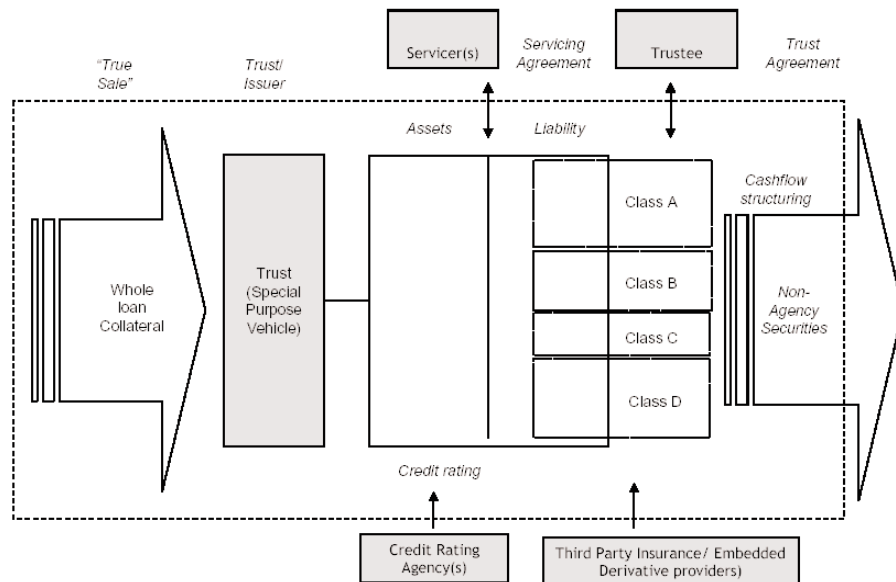 Servicer(s)
Servicing
Agreement
Trustee
Trust
Agreement
"True
Sale"
Trust/
Issuer
Assets
Liability
Cashflow
structuring
Whole
loan
Collateral
Trust
(Special
Purpose
Vehicle)
Class A
Class B
Class C
Class D
Non-
Agency
Securities
Credit rating
Credit Rating
Agency(s)
Third Party Insurance/ Embedded
Derivative providers)